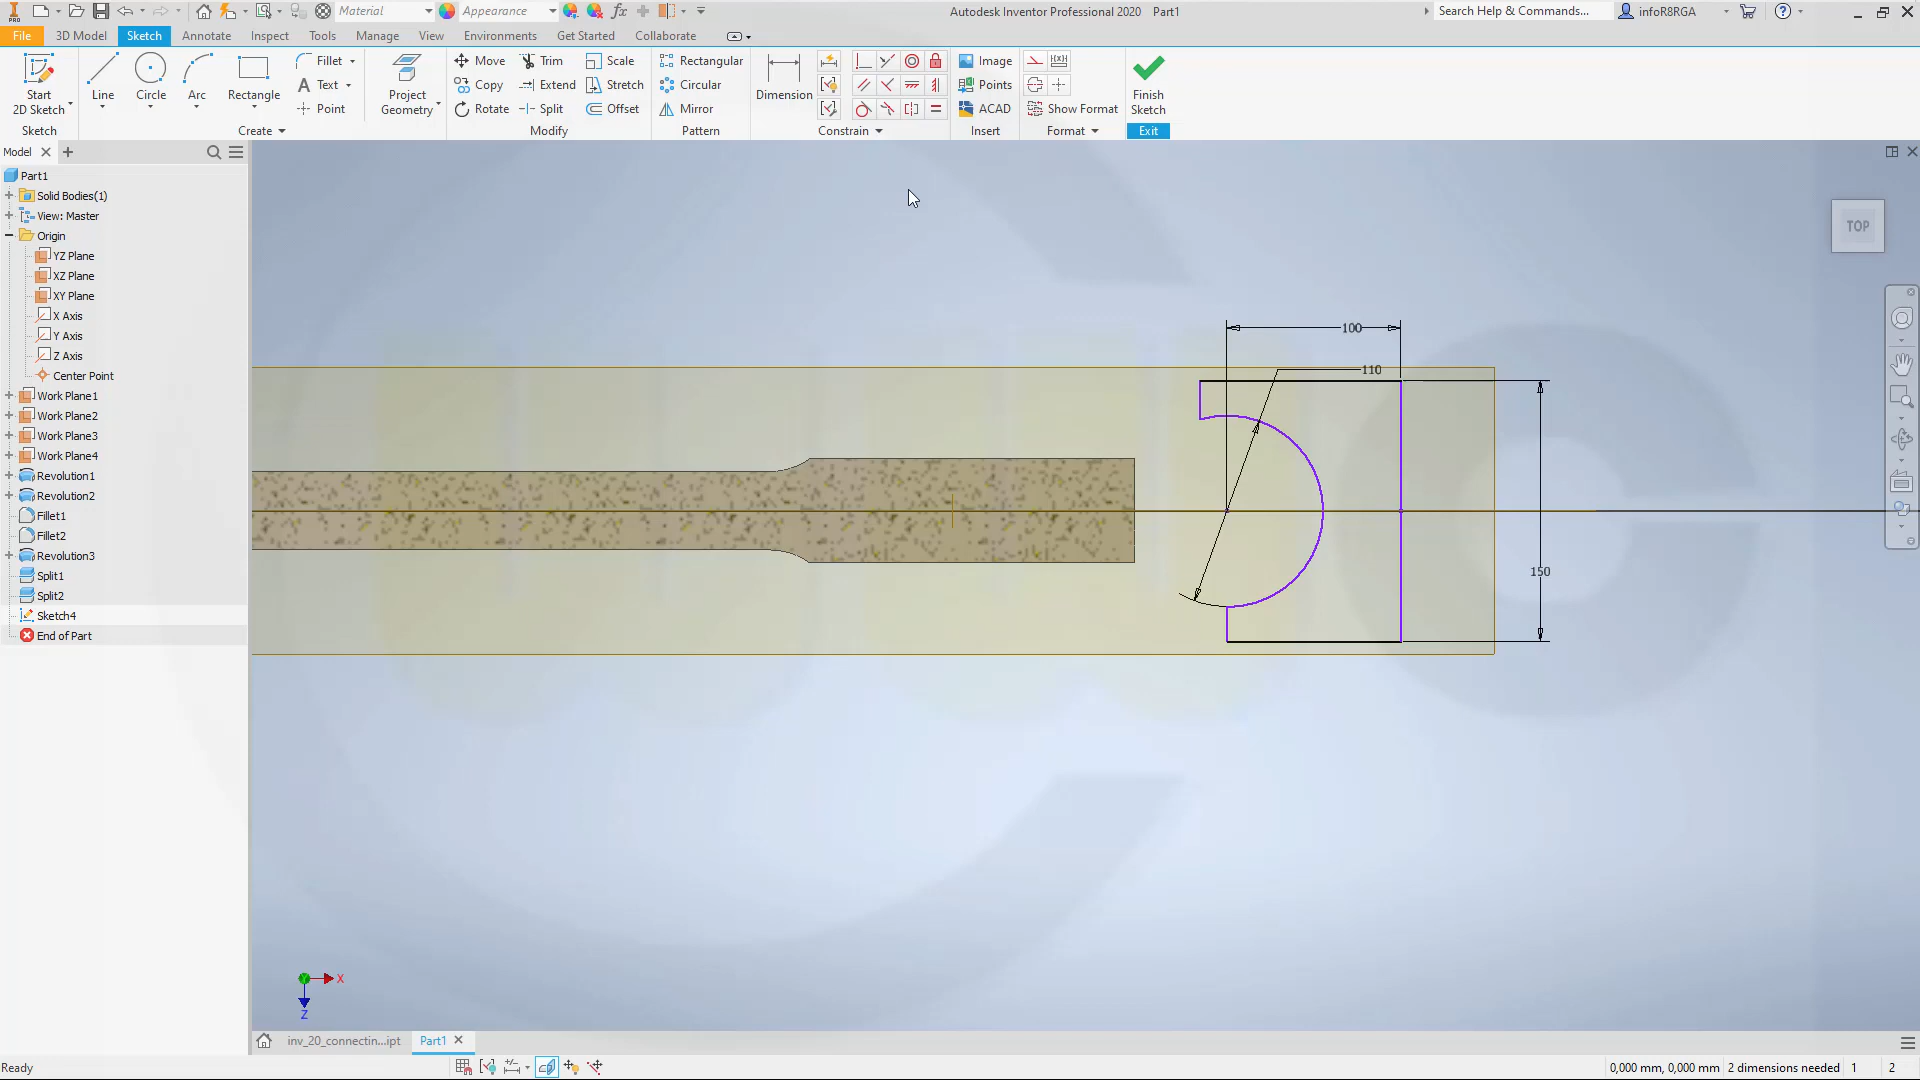 PRO
Material
Appearance
fx
Autodesk Inventor Professional 2020
Part1
Search Help & Commands...
infoR8RGA
File
3D Model
Sketch
Annotate
Inspect
Tools
Manage
View
Environments
Get Started
Collaborate
Start
2D Sketch
Line
Circle
Arc
Rectangle
Fillet
Text
Point
Project
Geometry
Move
Copy
Rotate
Trim
Extend
Split
Scale
Stretch
Offset
Rectangular
Circular
Mirror
Dimension
Image
Points
ACAD
Show Format
Finish
Sketch
Sketch
Create
Modify
Pattern
Constrain
Insert
Format
Exit
Model
Part1
Solid Bodies(1)
View: Master
Origin
YZ Plane
XZ Plane
XY Plane
X Axis
Y Axis
Z Axis
Center Point
Work Plane1
Work Plane2
Work Plane3
Work Plane4
Revolution1
Revolution2
Fillet1
Fillet2
Revolution3
Split1
Split2
Sketch4
End of Part
TOP
100
110
150
X
Z
inv_20_connectin...ipt
Part1
Ready
0,000 mm, 0,000 mm
2 dimensions needed
1
2